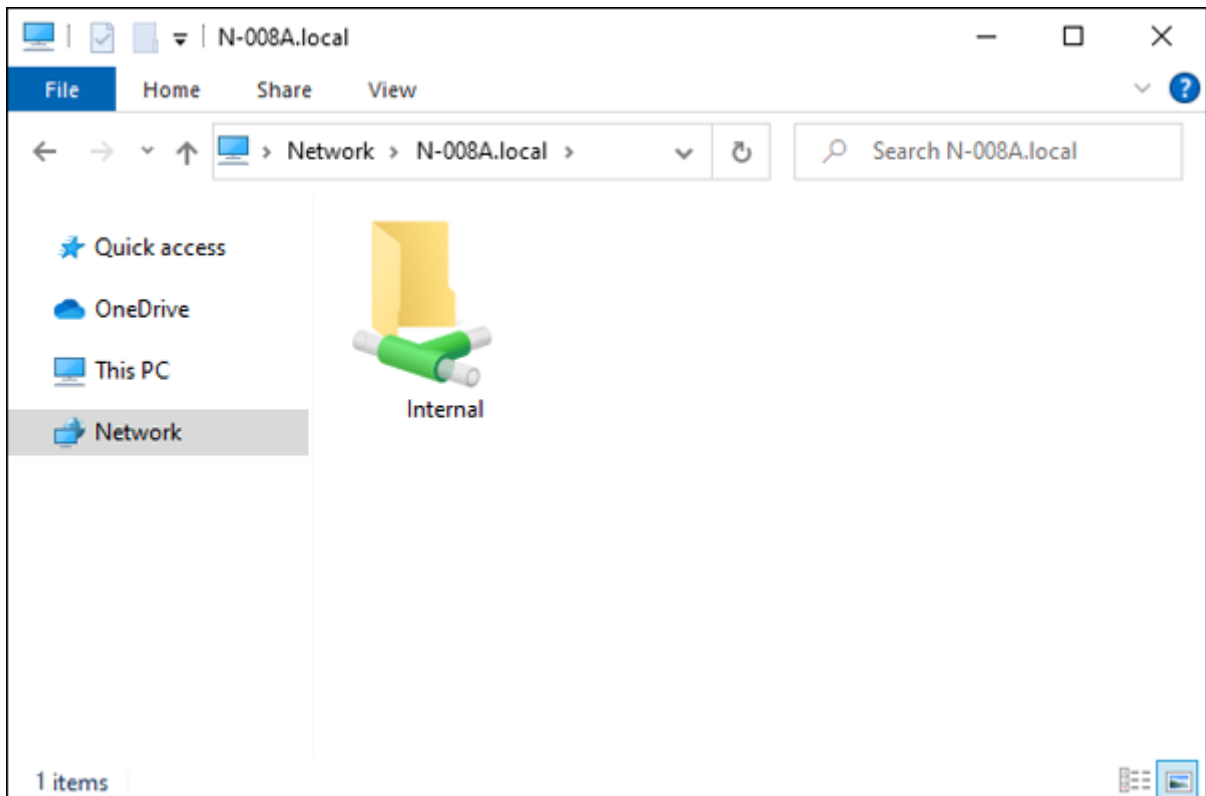 N-008A.local
File Home Share View
Network N-008A.local Search N-008A.local
Quick access
OneDrive
This PC
Network
Internal
1 items